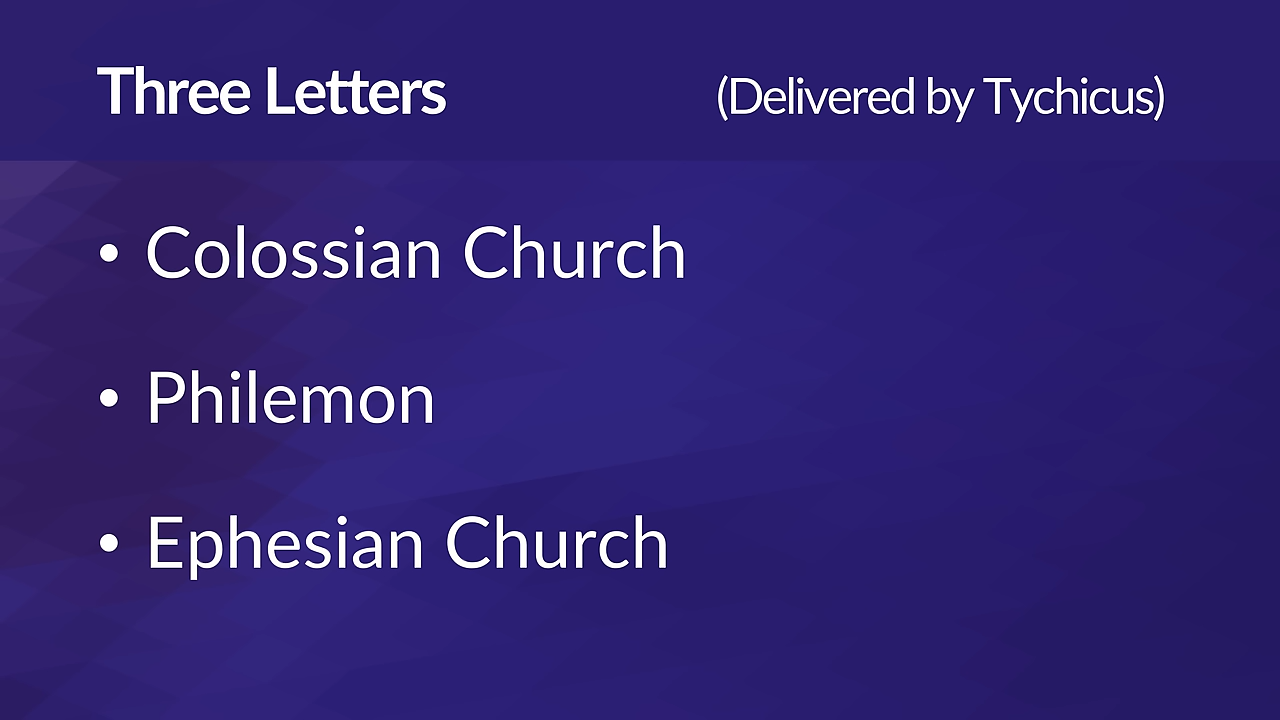 Three Letters (Delivered by Tychicus)
• Colossian Church
• Philemon
• Ephesian Church